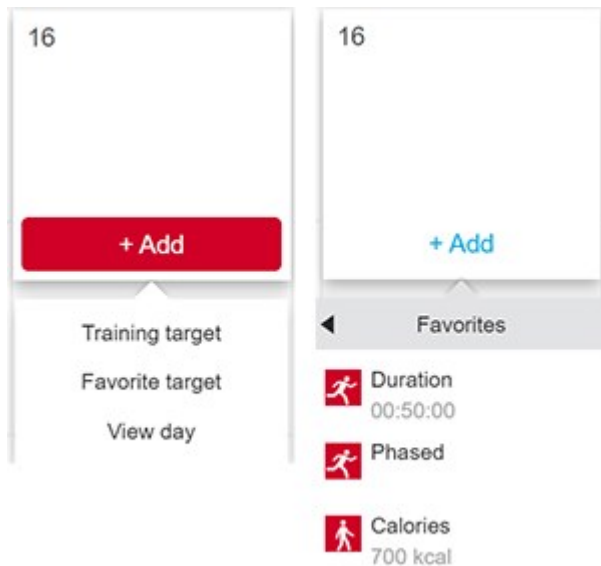 16
+ Add
Training target
Favorite target
View day
16
+ Add
Favorites
Duration
00:50:00
Phased
Calories
700 kcal